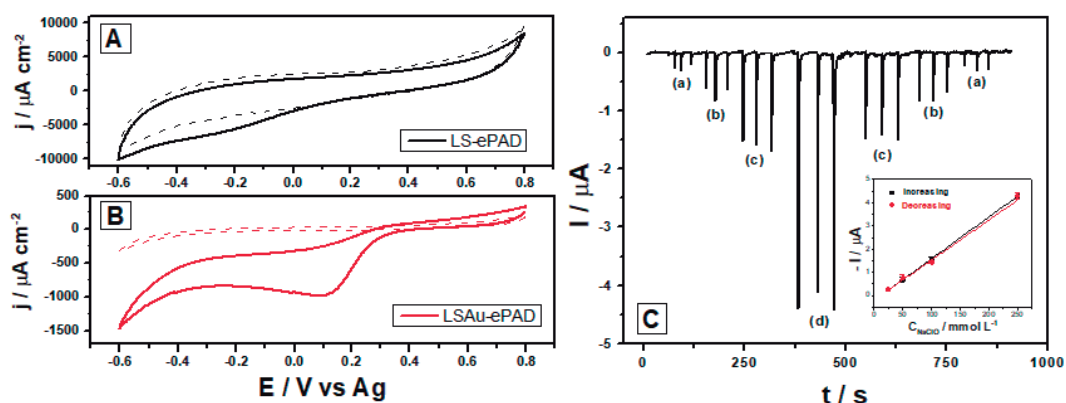 A
j / μA cm⁻²
10000
5000
0
-5000
-10000
LS-ePAD
-0.6 -0.4 -0.2 0.0 0.2 0.4 0.6 0.8
B
j / μA cm⁻²
500
0
-500
-1000
-1500
LSAu-ePAD
-0.6 -0.4 -0.2 0.0 0.2 0.4 0.6 0.8
E / V vs Ag
I / μA
0
-1
-2
-3
-4
-5
(a)
(b)
(c)
(d)
(c)
(b)
(a)
C
Increasing
Decreasing
- I / μA
5
4
3
2
1
0
0 50 100 150 200 250
C_NaClO / mmol L⁻¹
0 250 500 750 1000
t / s